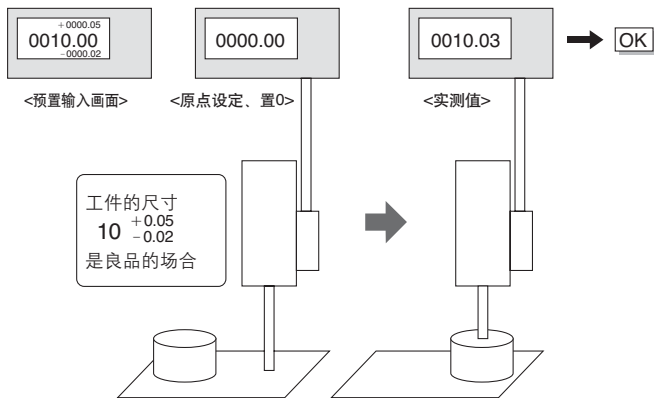 +0000.05
0010.00
-0000.02
0000.00
0010.03
OK
<预置输入画面>
<原点设定、置0>
<实测值>
工件的尺寸
10 +0.05
-0.02
是良品的场合